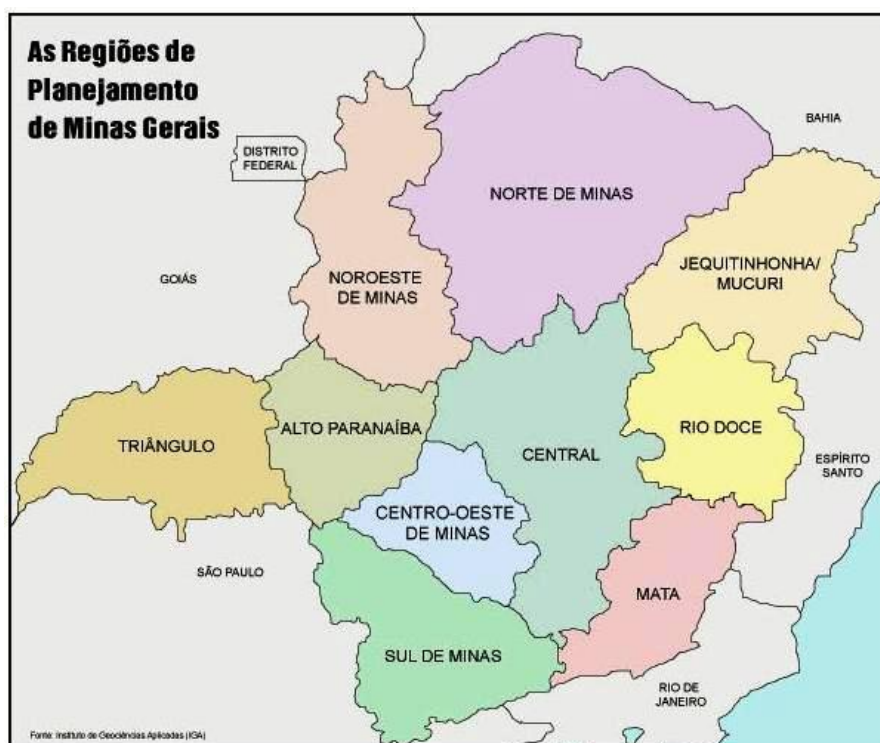 As Regiões de
Planejamento
de Minas Gerais
DISTRITO
FEDERAL
BAHIA
NORTE DE MINAS
JEQUITINHONHA/
MUCURI
GOIÁS
NOROESTE
DE MINAS
TRIÂNGULO
ALTO PARANAÍBA
CENTRAL
RIO DOCE
ESPÍRITO
SANTO
CENTRO-OESTE
DE MINAS
SÃO PAULO
MATA
SUL DE MINAS
RIO DE
JANEIRO
Fonte: Instituto de Geociências Aplicadas (IGA)